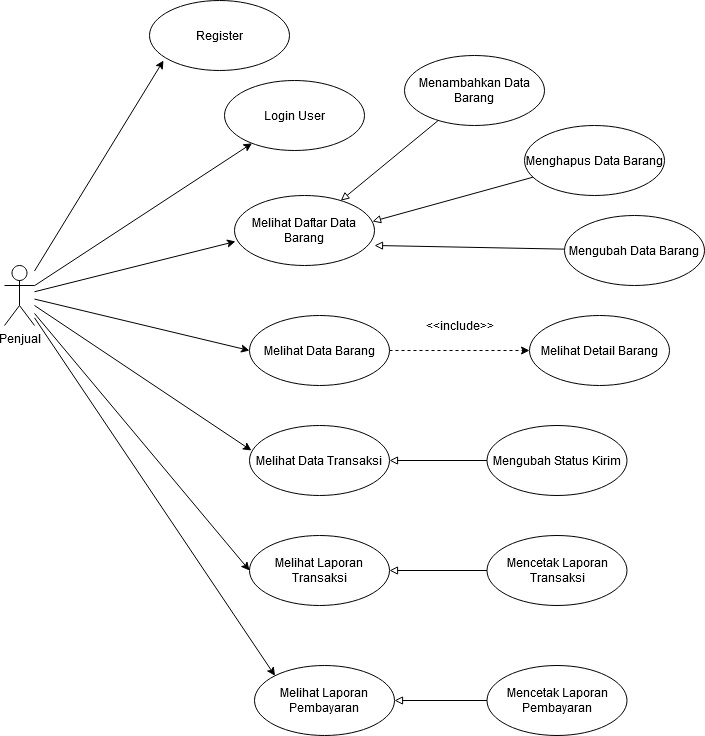 Register
Login User
Menambahkan Data
Barang
Menghapus Data Barang
Melihat Daftar Data
Barang
Mengubah Data Barang
Penjual
Melihat Data Barang
<<include>>
Melihat Detail Barang
Melihat Data Transaksi
Mengubah Status Kirim
Melihat Laporan
Transaksi
Mencetak Laporan
Transaksi
Melihat Laporan
Pembayaran
Mencetak Laporan
Pembayaran